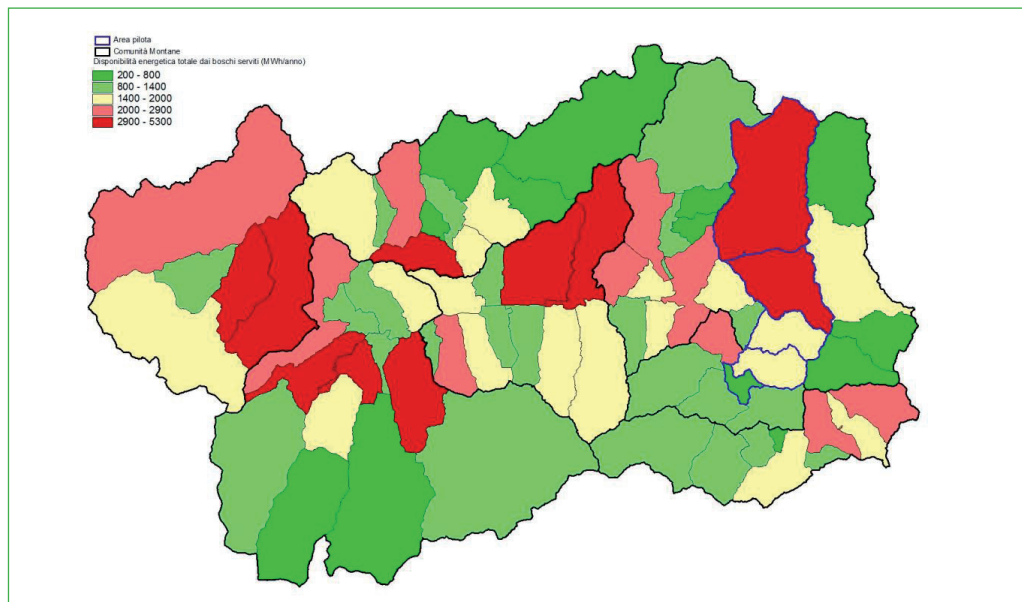 Area pilota
Comunità Montane
Disponibilità energetica totale dai boschi serviti (MWh/anno)
200 - 800
800 - 1400
1400 - 2000
2000 - 2900
2900 - 5300